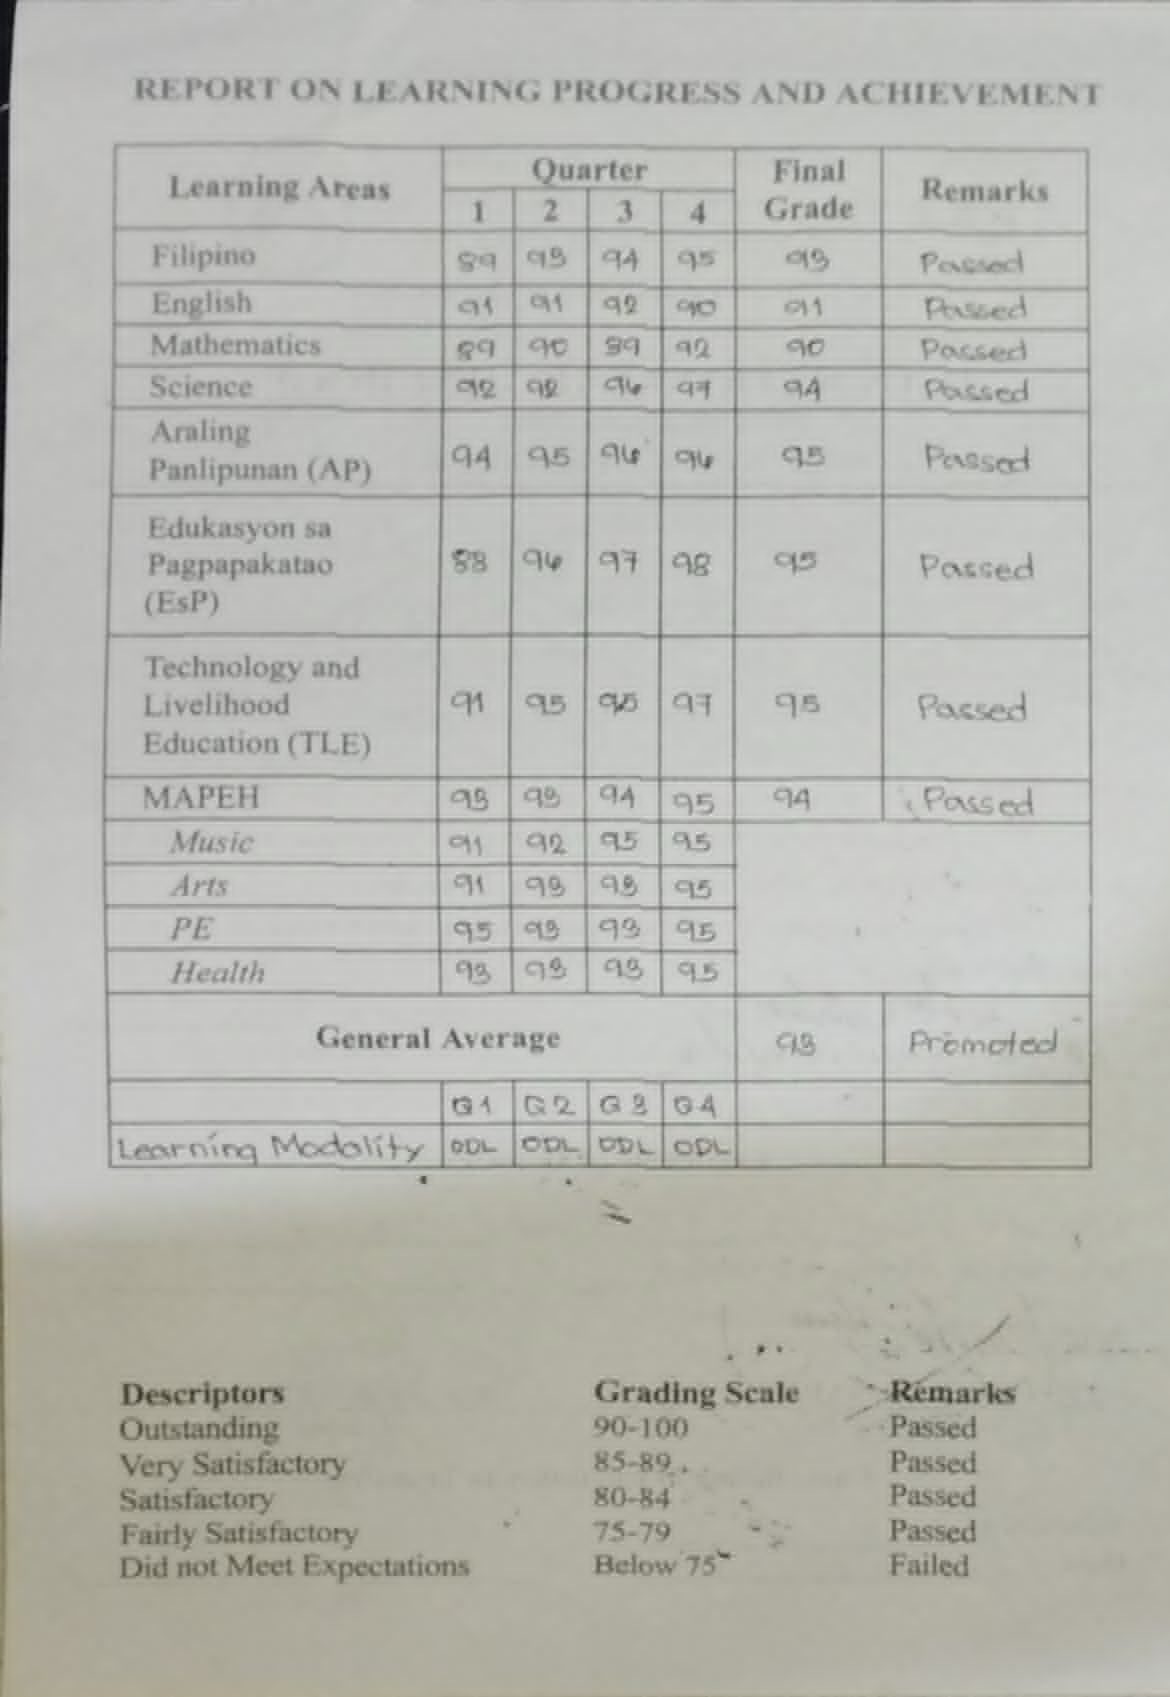 REPORT ON LEARNING PROGRESS AND ACHIEVEMENT
Learning Areas Quarter Final Grade Remarks
1 2 3 4
Filipino 89 93 94 95 93 Passed
English 91 91 92 90 91 Passed
Mathematics 89 90 89 92 90 Passed
Science 92 92 96 97 94 Passed
Araling
Panlipunan (AP) 94 95 96 96 95 Passed
Edukasyon sa
Pagpapakatao 88 96 97 98 95 Passed
(EsP)
Technology and
Livelihood 91 95 95 97 95 Passed
Education (TLE)
MAPEH 93 93 94 95 94 Passed
Music 91 92 95 95
Arts 91 93 93 95
PE 95 93 93 95
Health 93 93 93 95
General Average 93 Promoted
Q1 Q2 Q3 Q4
Learning Modality ODL ODL ODL ODL
Descriptors Grading Scale Remarks
Outstanding 90-100 Passed
Very Satisfactory 85-89 Passed
Satisfactory 80-84 Passed
Fairly Satisfactory 75-79 Passed
Did not Meet Expectations Below 75 Failed